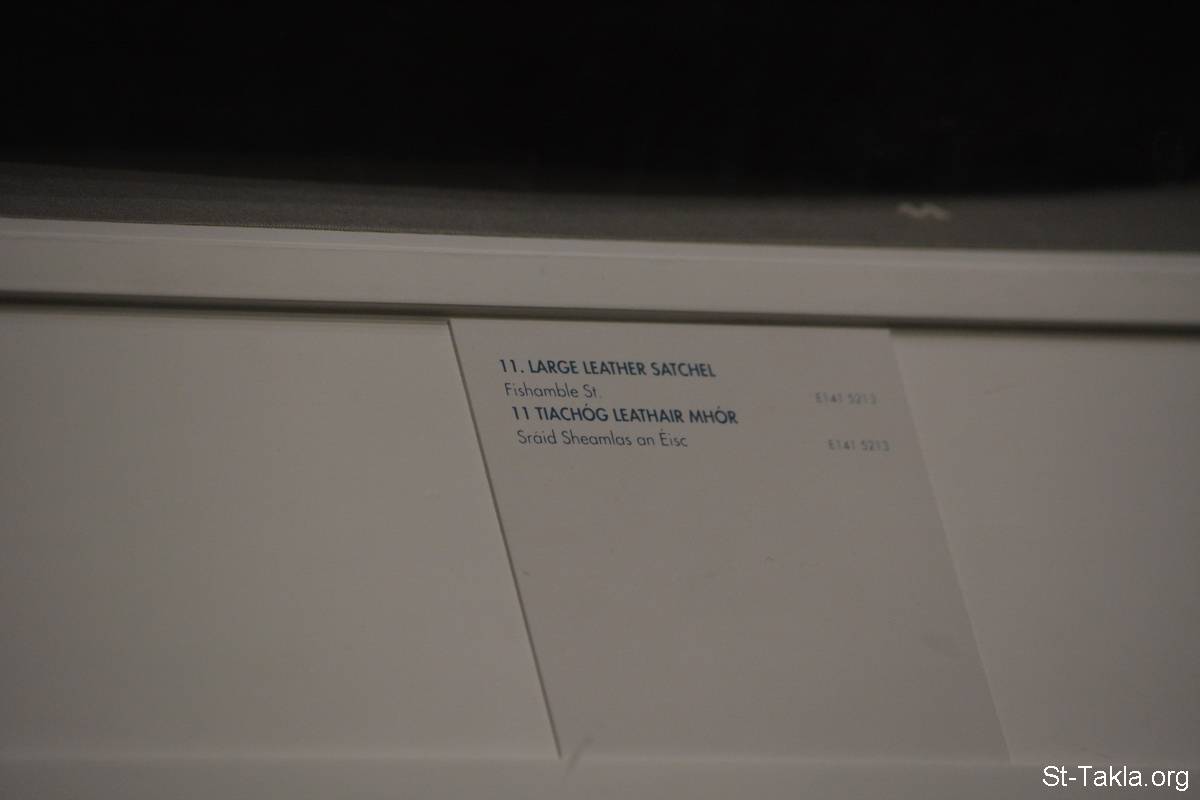 11. LARGE LEATHER SATCHEL
Fishamble St. E141 5213
11 TIACHÓG LEATHAIR MHÓR
Sráid Sheamlas an Éisc E141 5213
St-Takla.org